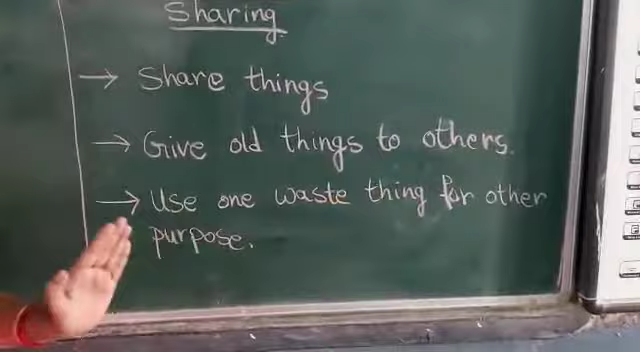 Sharing
→ Share things
→ Give old things to others.
→ Use one waste thing for other
purpose.